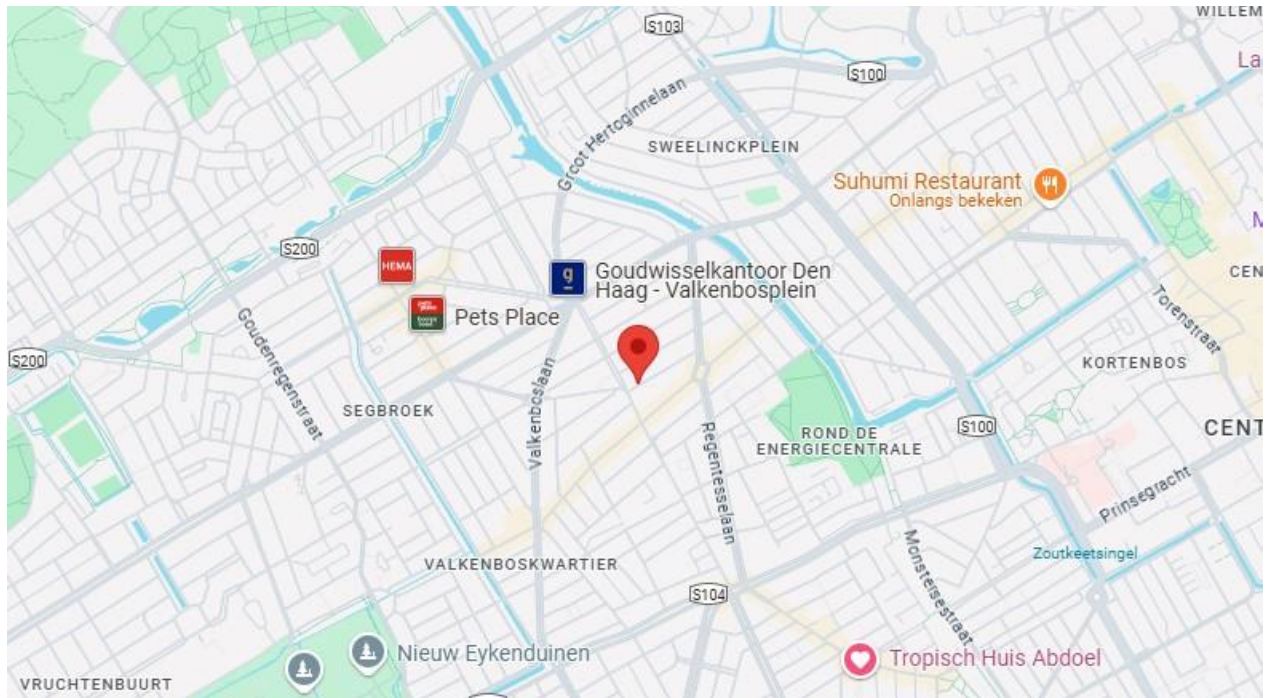 WILLEM
S103
La
S100
Groot Hertoginnelaan
SWEELINCKPLEIN
Suhumi Restaurant
Onlangs bekeken
S200
HEMA
g
Goudwisselkantoor Den
Haag - Valkenbosplein
M
CEN
Pets Place
Torenstraat
S200
Goudenregenstraat
KORTENBOS
SEGBROEK
Valkenboslaan
Regentesselaan
ROND DE
ENERGIECENTRALE
S100
CENT
Prinsegracht
VALKENBOSKWARTIER
Monstersestraat
Zoutkeetsingel
S104
Nieuw Eykenduinen
Tropisch Huis Abdoel
VRUCHTENBUURT